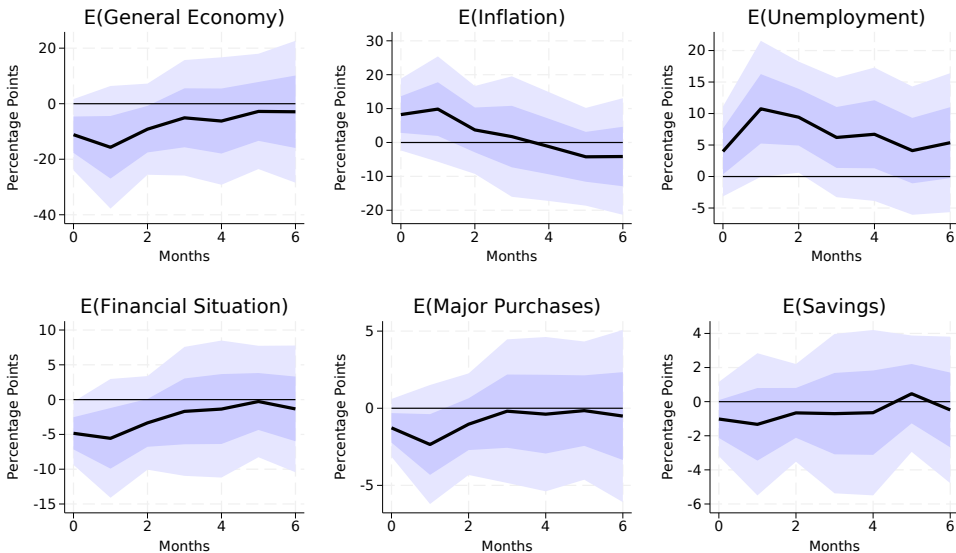 E(General Economy)
Percentage Points
20
0
-20
-40
0 2 4 6
Months
E(Inflation)
Percentage Points
30
20
10
0
-10
-20
0 2 4 6
Months
E(Unemployment)
Percentage Points
20
15
10
5
0
-5
0 2 4 6
Months
E(Financial Situation)
Percentage Points
10
5
0
-5
-10
-15
0 2 4 6
Months
E(Major Purchases)
Percentage Points
5
0
-5
0 2 4 6
Months
E(Savings)
Percentage Points
4
2
0
-2
-4
-6
0 2 4 6
Months